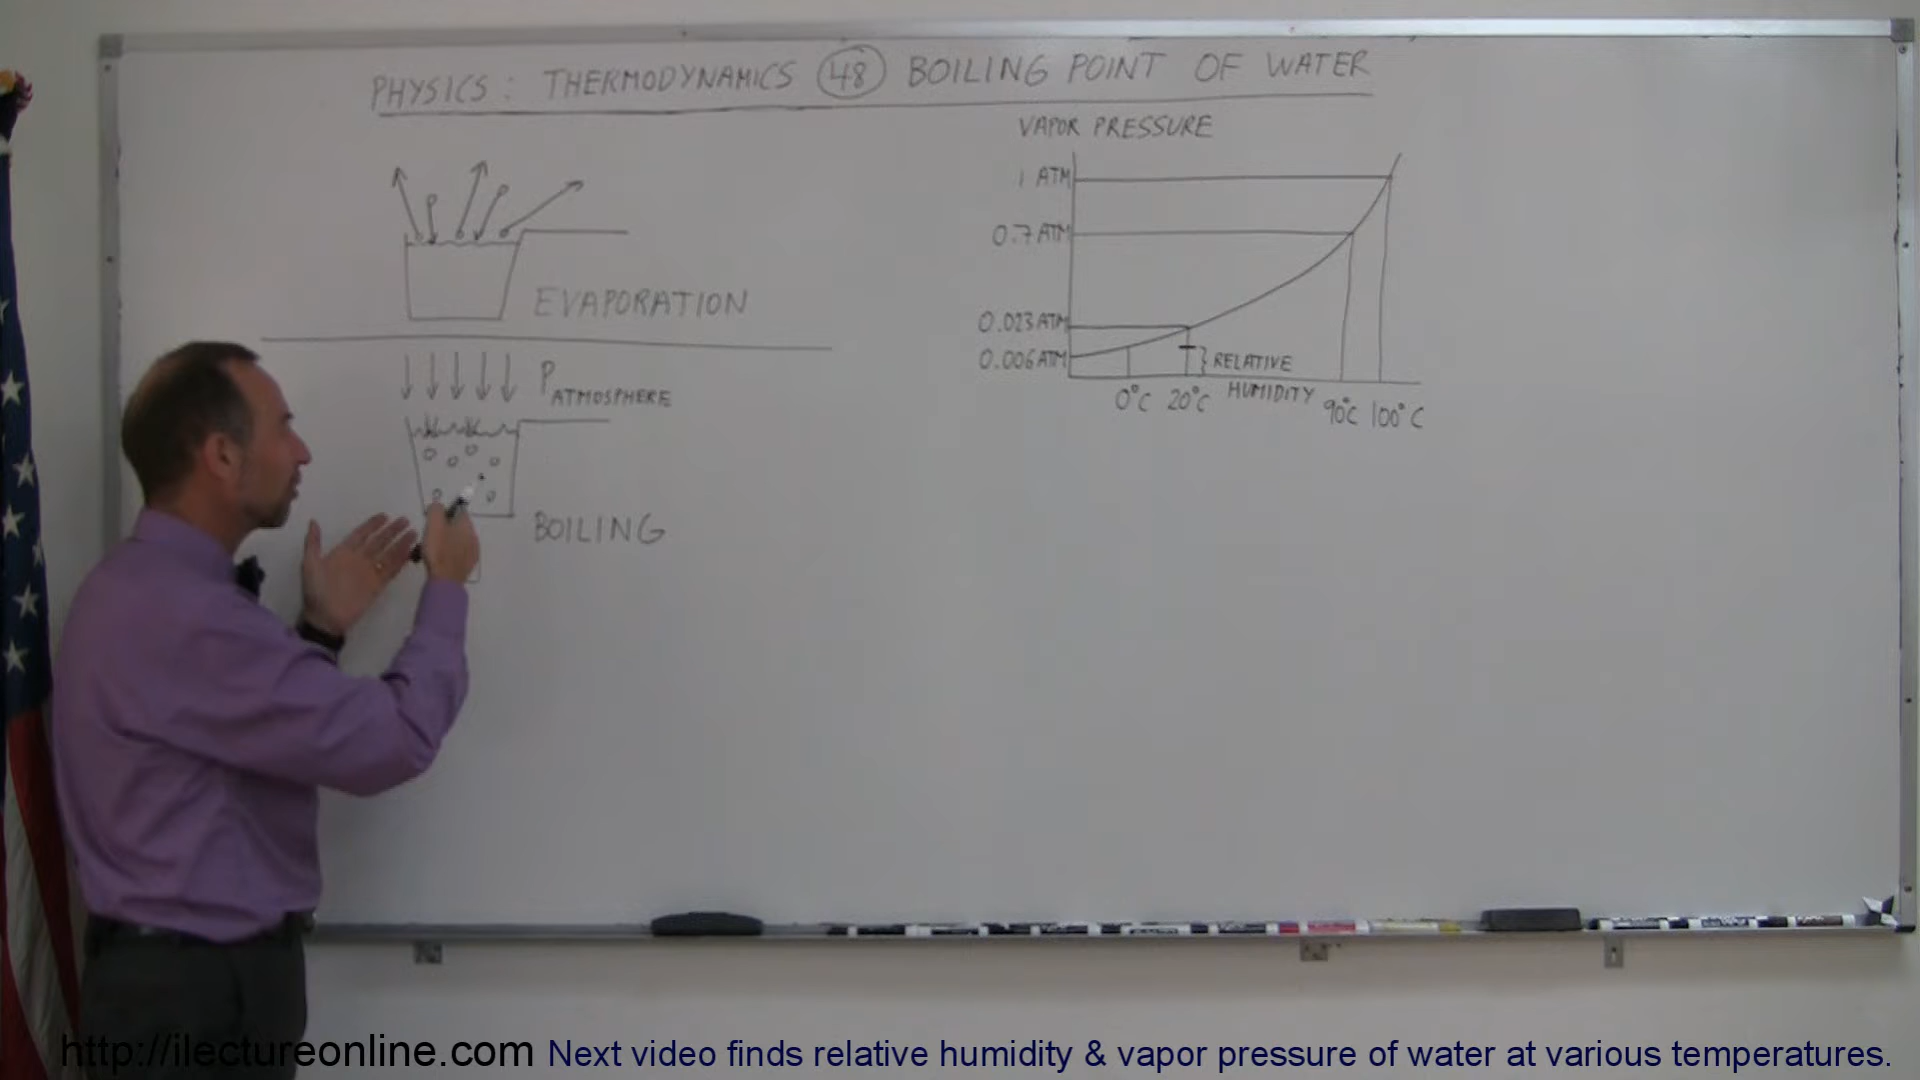 PHYSICS: THERMODYNAMICS 48 BOILING POINT OF WATER
EVAPORATION
P ATMOSPHERE
BOILING
VAPOR PRESSURE
1 ATM
0.7 ATM
0.023 ATM
0.006 ATM
RELATIVE
HUMIDITY
0°C 20°C 90°C 100°C
http://ilectureonline.com Next video finds relative humidity & vapor pressure of water at various temperatures.